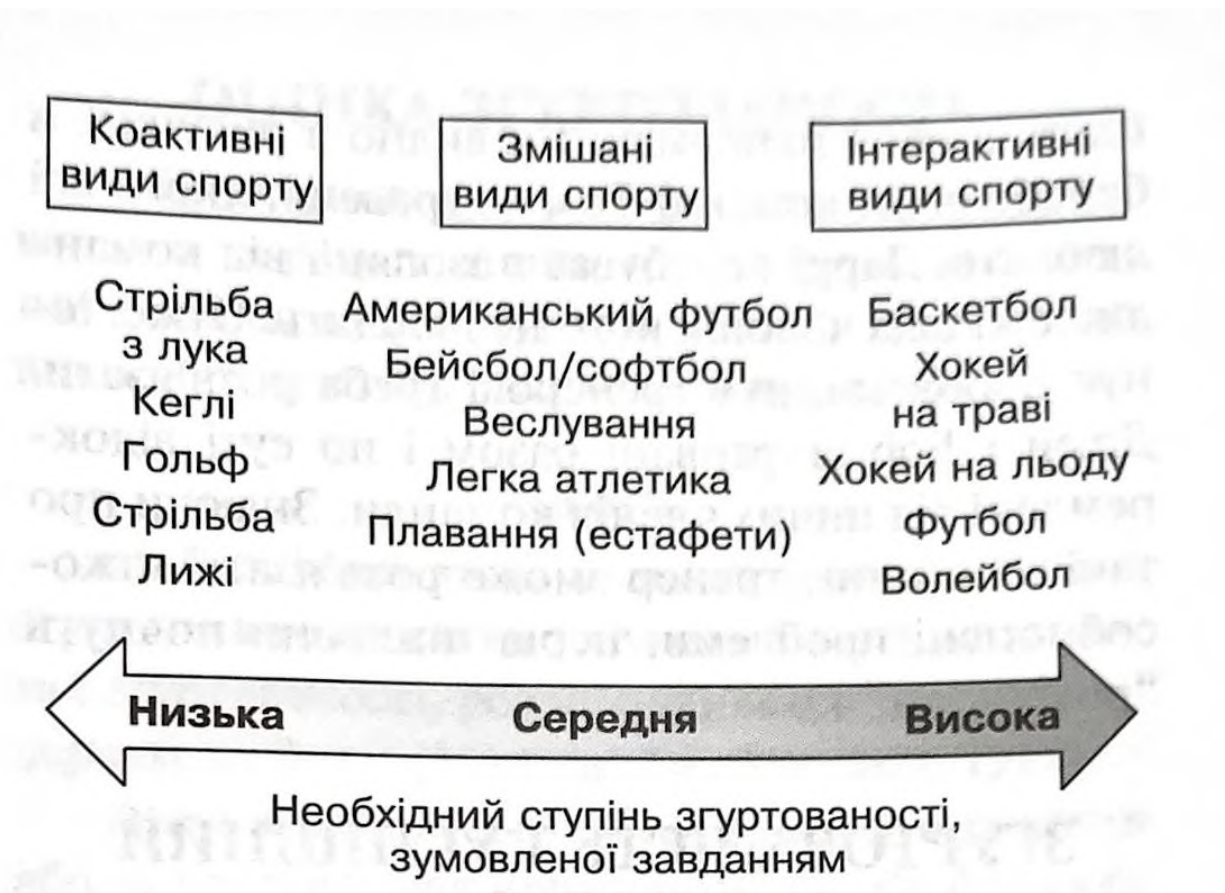 Коактивні
види спорту
Змішані
види спорту
Інтерактивні
види спорту
Стрільба
з лука
Кеглі
Гольф
Стрільба
Лижі
Американський футбол
Бейсбол/софтбол
Веслування
Легка атлетика
Плавання (естафети)
Баскетбол
Хокей
на траві
Хокей на льоду
Футбол
Волейбол
Низька
Середня
Висока
Необхідний ступінь згуртованості,
зумовленої завданням